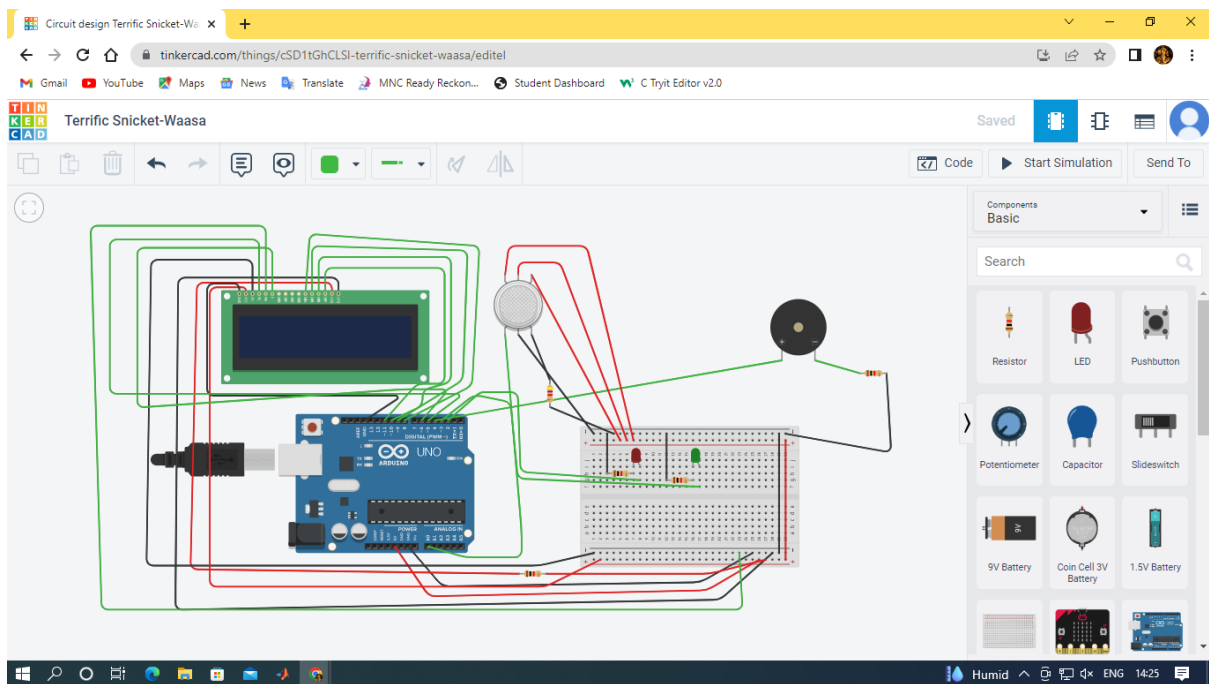 Circuit design Terrific Snicket-Wa
tinkercad.com/things/cSD1tGhCLSI-terrific-snicket-waasa/editel
Gmail YouTube Maps News Translate MNC Ready Reckon... Student Dashboard C Tryit Editor v2.0
TIN
KER
CAD
Terrific Snicket-Waasa
Saved
Code Start Simulation Send To
Components
Basic
Search
Resistor LED Pushbutton
Potentiometer Capacitor Slideswitch
9V
9V Battery Coin Cell 3V Battery 1.5V Battery
DIGITAL (PWM~)
UNO
ARDUINO
POWER ANALOG IN
Humid ENG 14:25